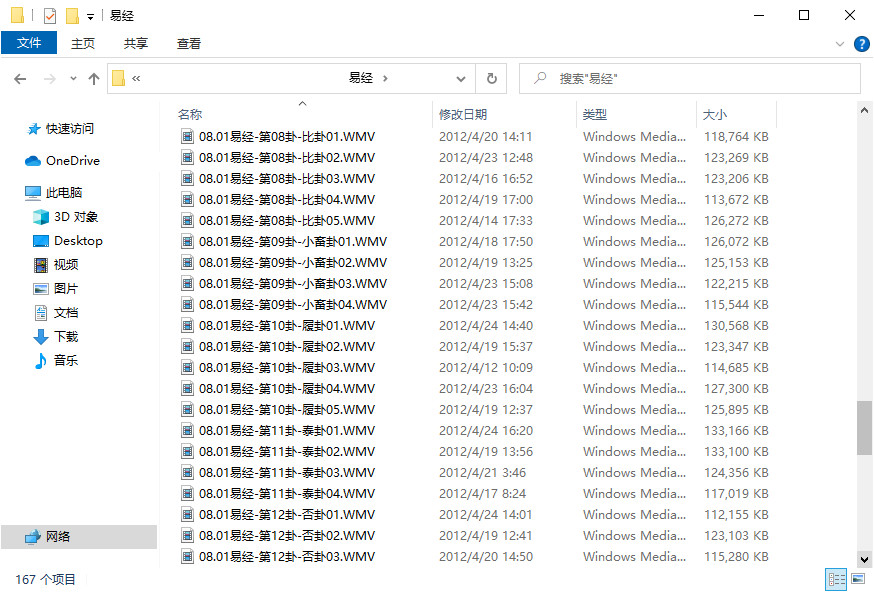 易经
文件 主页 共享 查看
« 易经 › 搜索"易经"
名称 修改日期 类型 大小
快速访问
OneDrive
此电脑
3D 对象
Desktop
视频
图片
文档
下载
音乐
网络
08.01易经-第08卦-比卦01.WMV 2012/4/20 14:11 Windows Media... 118,764 KB
08.01易经-第08卦-比卦02.WMV 2012/4/23 12:48 Windows Media... 123,269 KB
08.01易经-第08卦-比卦03.WMV 2012/4/16 16:52 Windows Media... 123,206 KB
08.01易经-第08卦-比卦04.WMV 2012/4/19 17:00 Windows Media... 113,672 KB
08.01易经-第08卦-比卦05.WMV 2012/4/14 17:33 Windows Media... 126,272 KB
08.01易经-第09卦-小畜卦01.WMV 2012/4/18 17:50 Windows Media... 126,072 KB
08.01易经-第09卦-小畜卦02.WMV 2012/4/19 13:25 Windows Media... 125,153 KB
08.01易经-第09卦-小畜卦03.WMV 2012/4/23 15:08 Windows Media... 122,215 KB
08.01易经-第09卦-小畜卦04.WMV 2012/4/23 15:42 Windows Media... 115,544 KB
08.01易经-第10卦-履卦01.WMV 2012/4/24 14:40 Windows Media... 130,568 KB
08.01易经-第10卦-履卦02.WMV 2012/4/19 15:37 Windows Media... 123,347 KB
08.01易经-第10卦-履卦03.WMV 2012/4/12 10:09 Windows Media... 114,685 KB
08.01易经-第10卦-履卦04.WMV 2012/4/23 16:04 Windows Media... 127,300 KB
08.01易经-第10卦-履卦05.WMV 2012/4/19 12:37 Windows Media... 125,895 KB
08.01易经-第11卦-泰卦01.WMV 2012/4/24 16:20 Windows Media... 133,166 KB
08.01易经-第11卦-泰卦02.WMV 2012/4/19 13:56 Windows Media... 133,100 KB
08.01易经-第11卦-泰卦03.WMV 2012/4/21 3:46 Windows Media... 124,356 KB
08.01易经-第11卦-泰卦04.WMV 2012/4/17 8:24 Windows Media... 117,019 KB
08.01易经-第12卦-否卦01.WMV 2012/4/24 14:01 Windows Media... 112,155 KB
08.01易经-第12卦-否卦02.WMV 2012/4/19 12:41 Windows Media... 123,103 KB
08.01易经-第12卦-否卦03.WMV 2012/4/20 14:50 Windows Media... 115,280 KB
167 个项目